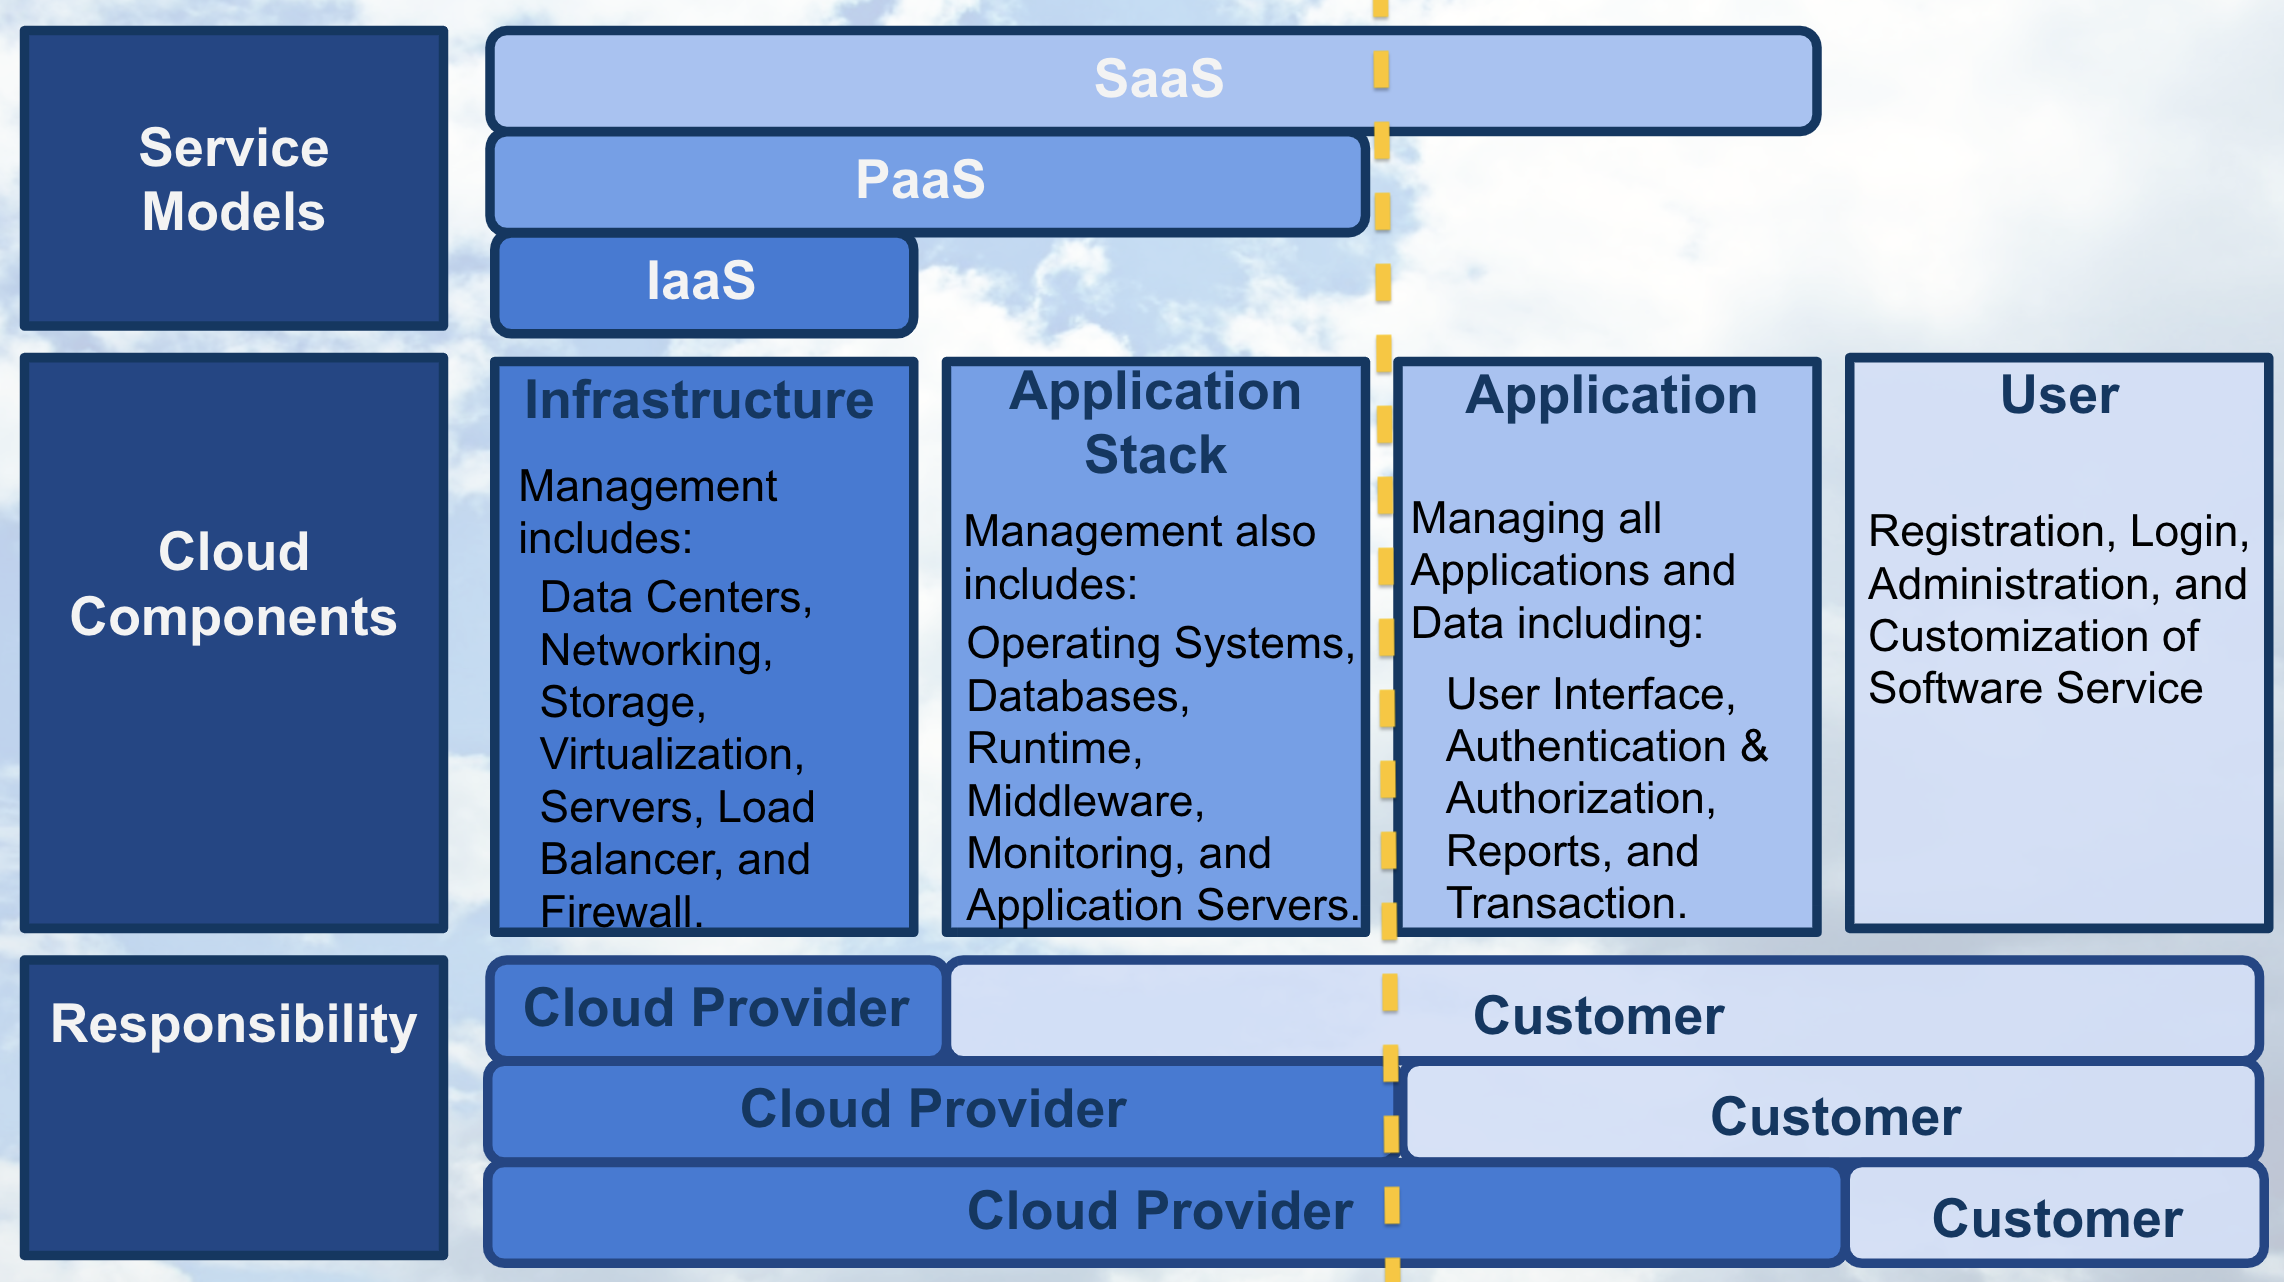 Service
Models
SaaS
PaaS
IaaS
Cloud
Components
Infrastructure
Management
includes:
Data Centers,
Networking,
Storage,
Virtualization,
Servers, Load
Balancer, and
Firewall.
Application
Stack
Management also
includes:
Operating Systems,
Databases,
Runtime,
Middleware,
Monitoring, and
Application Servers.
Application
Managing all
Applications and
Data including:
User Interface,
Authentication &
Authorization,
Reports, and
Transaction.
User
Registration, Login,
Administration, and
Customization of
Software Service
Responsibility
Cloud Provider
Customer
Cloud Provider
Customer
Cloud Provider
Customer